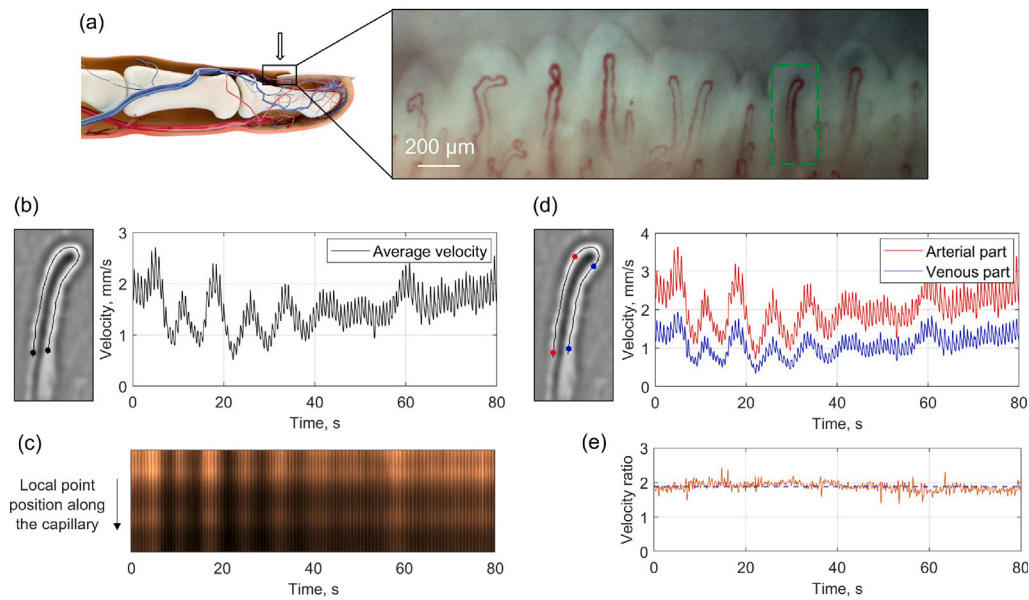 (a)
200 µm
(b)
3
2
1
0
Velocity, mm/s
Average velocity
0
20
40
60
80
Time, s
(c)
Local point
position along
the capillary
0
20
40
60
80
Time, s
(d)
4
3
2
1
0
Velocity, mm/s
Arterial part
Venous part
0
20
40
60
80
Time, s
(e)
3
2
1
0
Velocity ratio
0
20
40
60
80
Time, s